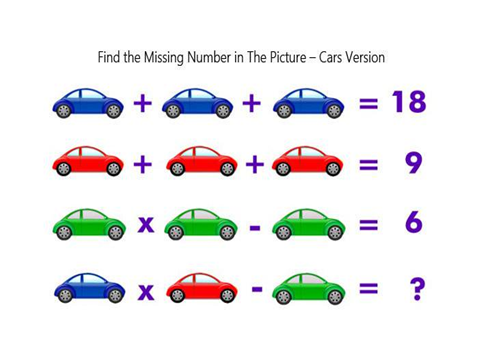 Find the Missing Number in The Picture – Cars Version
+ + = 18
+ + = 9
x - = 6
x - = ?